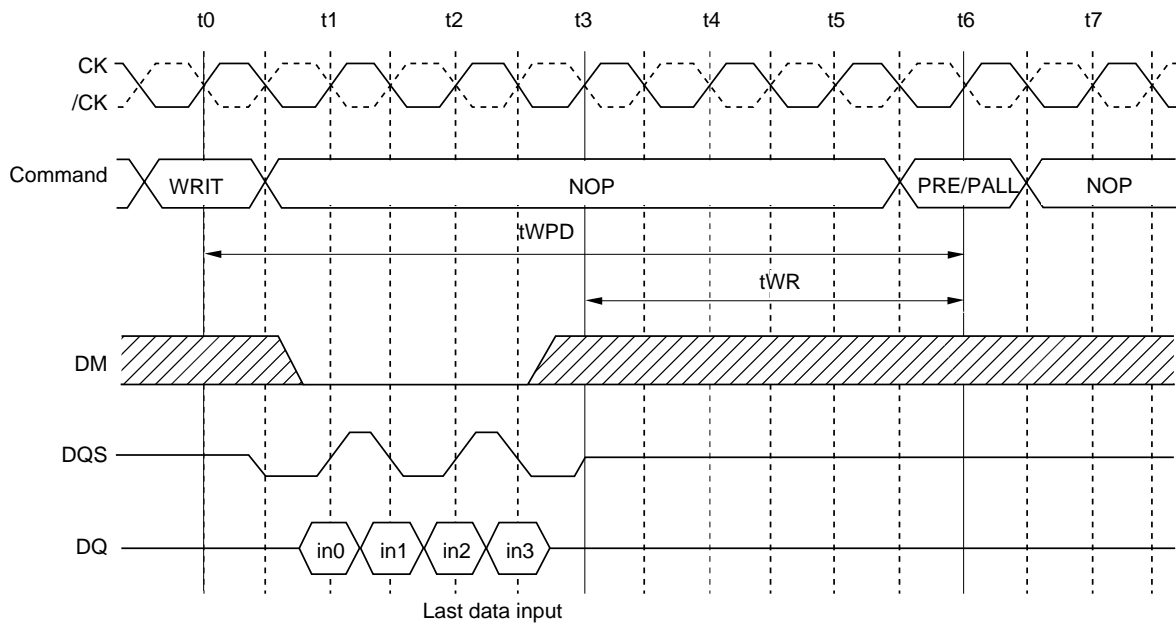 t0 t1 t2 t3 t4 t5 t6 t7
CK
/CK
Command WRIT NOP PRE/PALL NOP
tWPD
tWR
DM
DQS
DQ in0 in1 in2 in3
Last data input